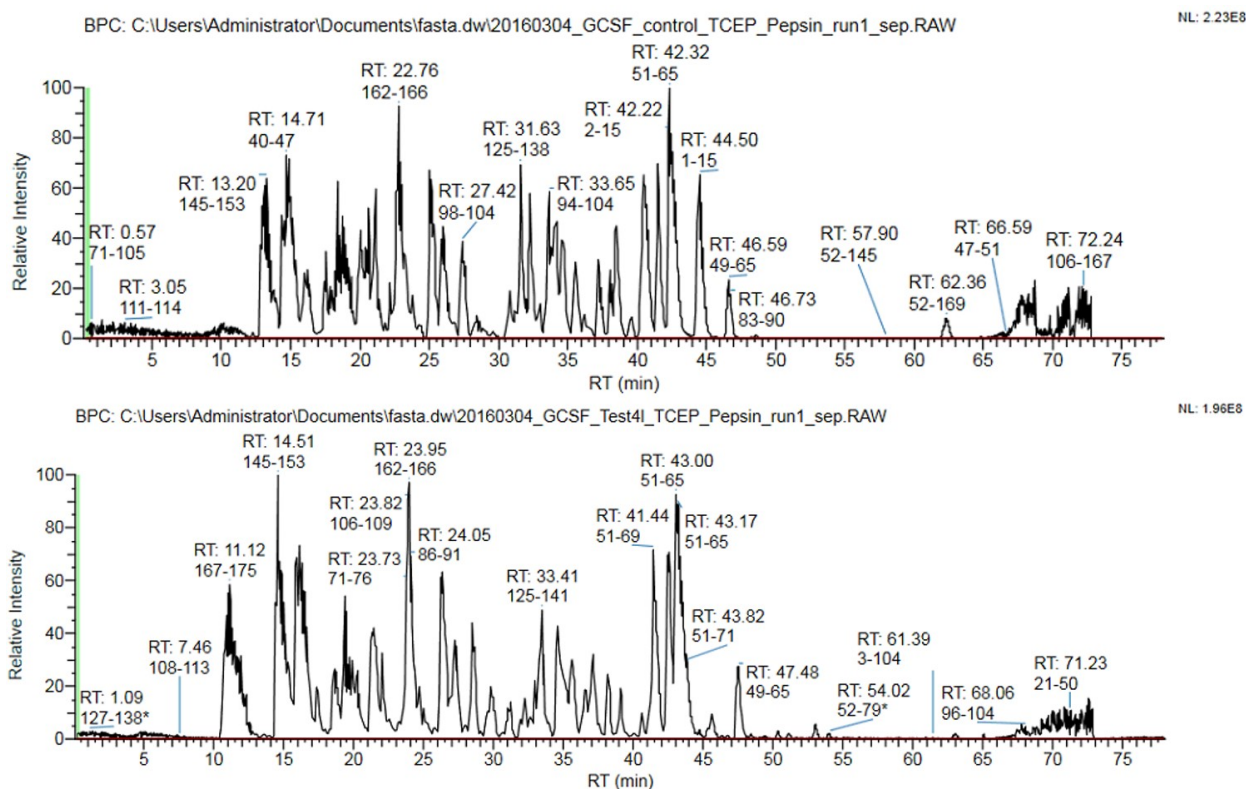 BPC: C:\Users\Administrator\Documents\fasta.dw\20160304_GCSF_control_TCEP_Pepsin_run1_sep.RAW
NL: 2.23E8
RT: 42.32
51-65
RT: 22.76
162-166
RT: 14.71
40-47
RT: 42.22
2-15
RT: 31.63
125-138
RT: 44.50
1-15
RT: 13.20
145-153
RT: 27.42
98-104
RT: 33.65
94-104
RT: 0.57
71-105
RT: 3.05
111-114
RT: 46.59
49-65
RT: 46.73
83-90
RT: 57.90
52-145
RT: 66.59
47-51
RT: 62.36
52-169
RT: 72.24
106-167
Relative Intensity
100
80
60
40
20
0
5 10 15 20 25 30 35 40 45 50 55 60 65 70 75
RT (min)
BPC: C:\Users\Administrator\Documents\fasta.dw\20160304_GCSF_Test4I_TCEP_Pepsin_run1_sep.RAW
NL: 1.96E8
RT: 14.51
145-153
RT: 23.95
162-166
RT: 43.00
51-65
RT: 23.82
106-109
RT: 41.44
51-69
RT: 43.17
51-65
RT: 24.05
86-91
RT: 11.12
167-175
RT: 23.73
71-76
RT: 33.41
125-141
RT: 43.82
51-71
RT: 7.46
108-113
RT: 61.39
3-104
RT: 47.48
49-65
RT: 71.23
21-50
RT: 1.09
127-138*
RT: 54.02
52-79*
RT: 68.06
96-104
Relative Intensity
100
80
60
40
20
0
0 5 10 15 20 25 30 35 40 45 50 55 60 65 70 75
RT (min)